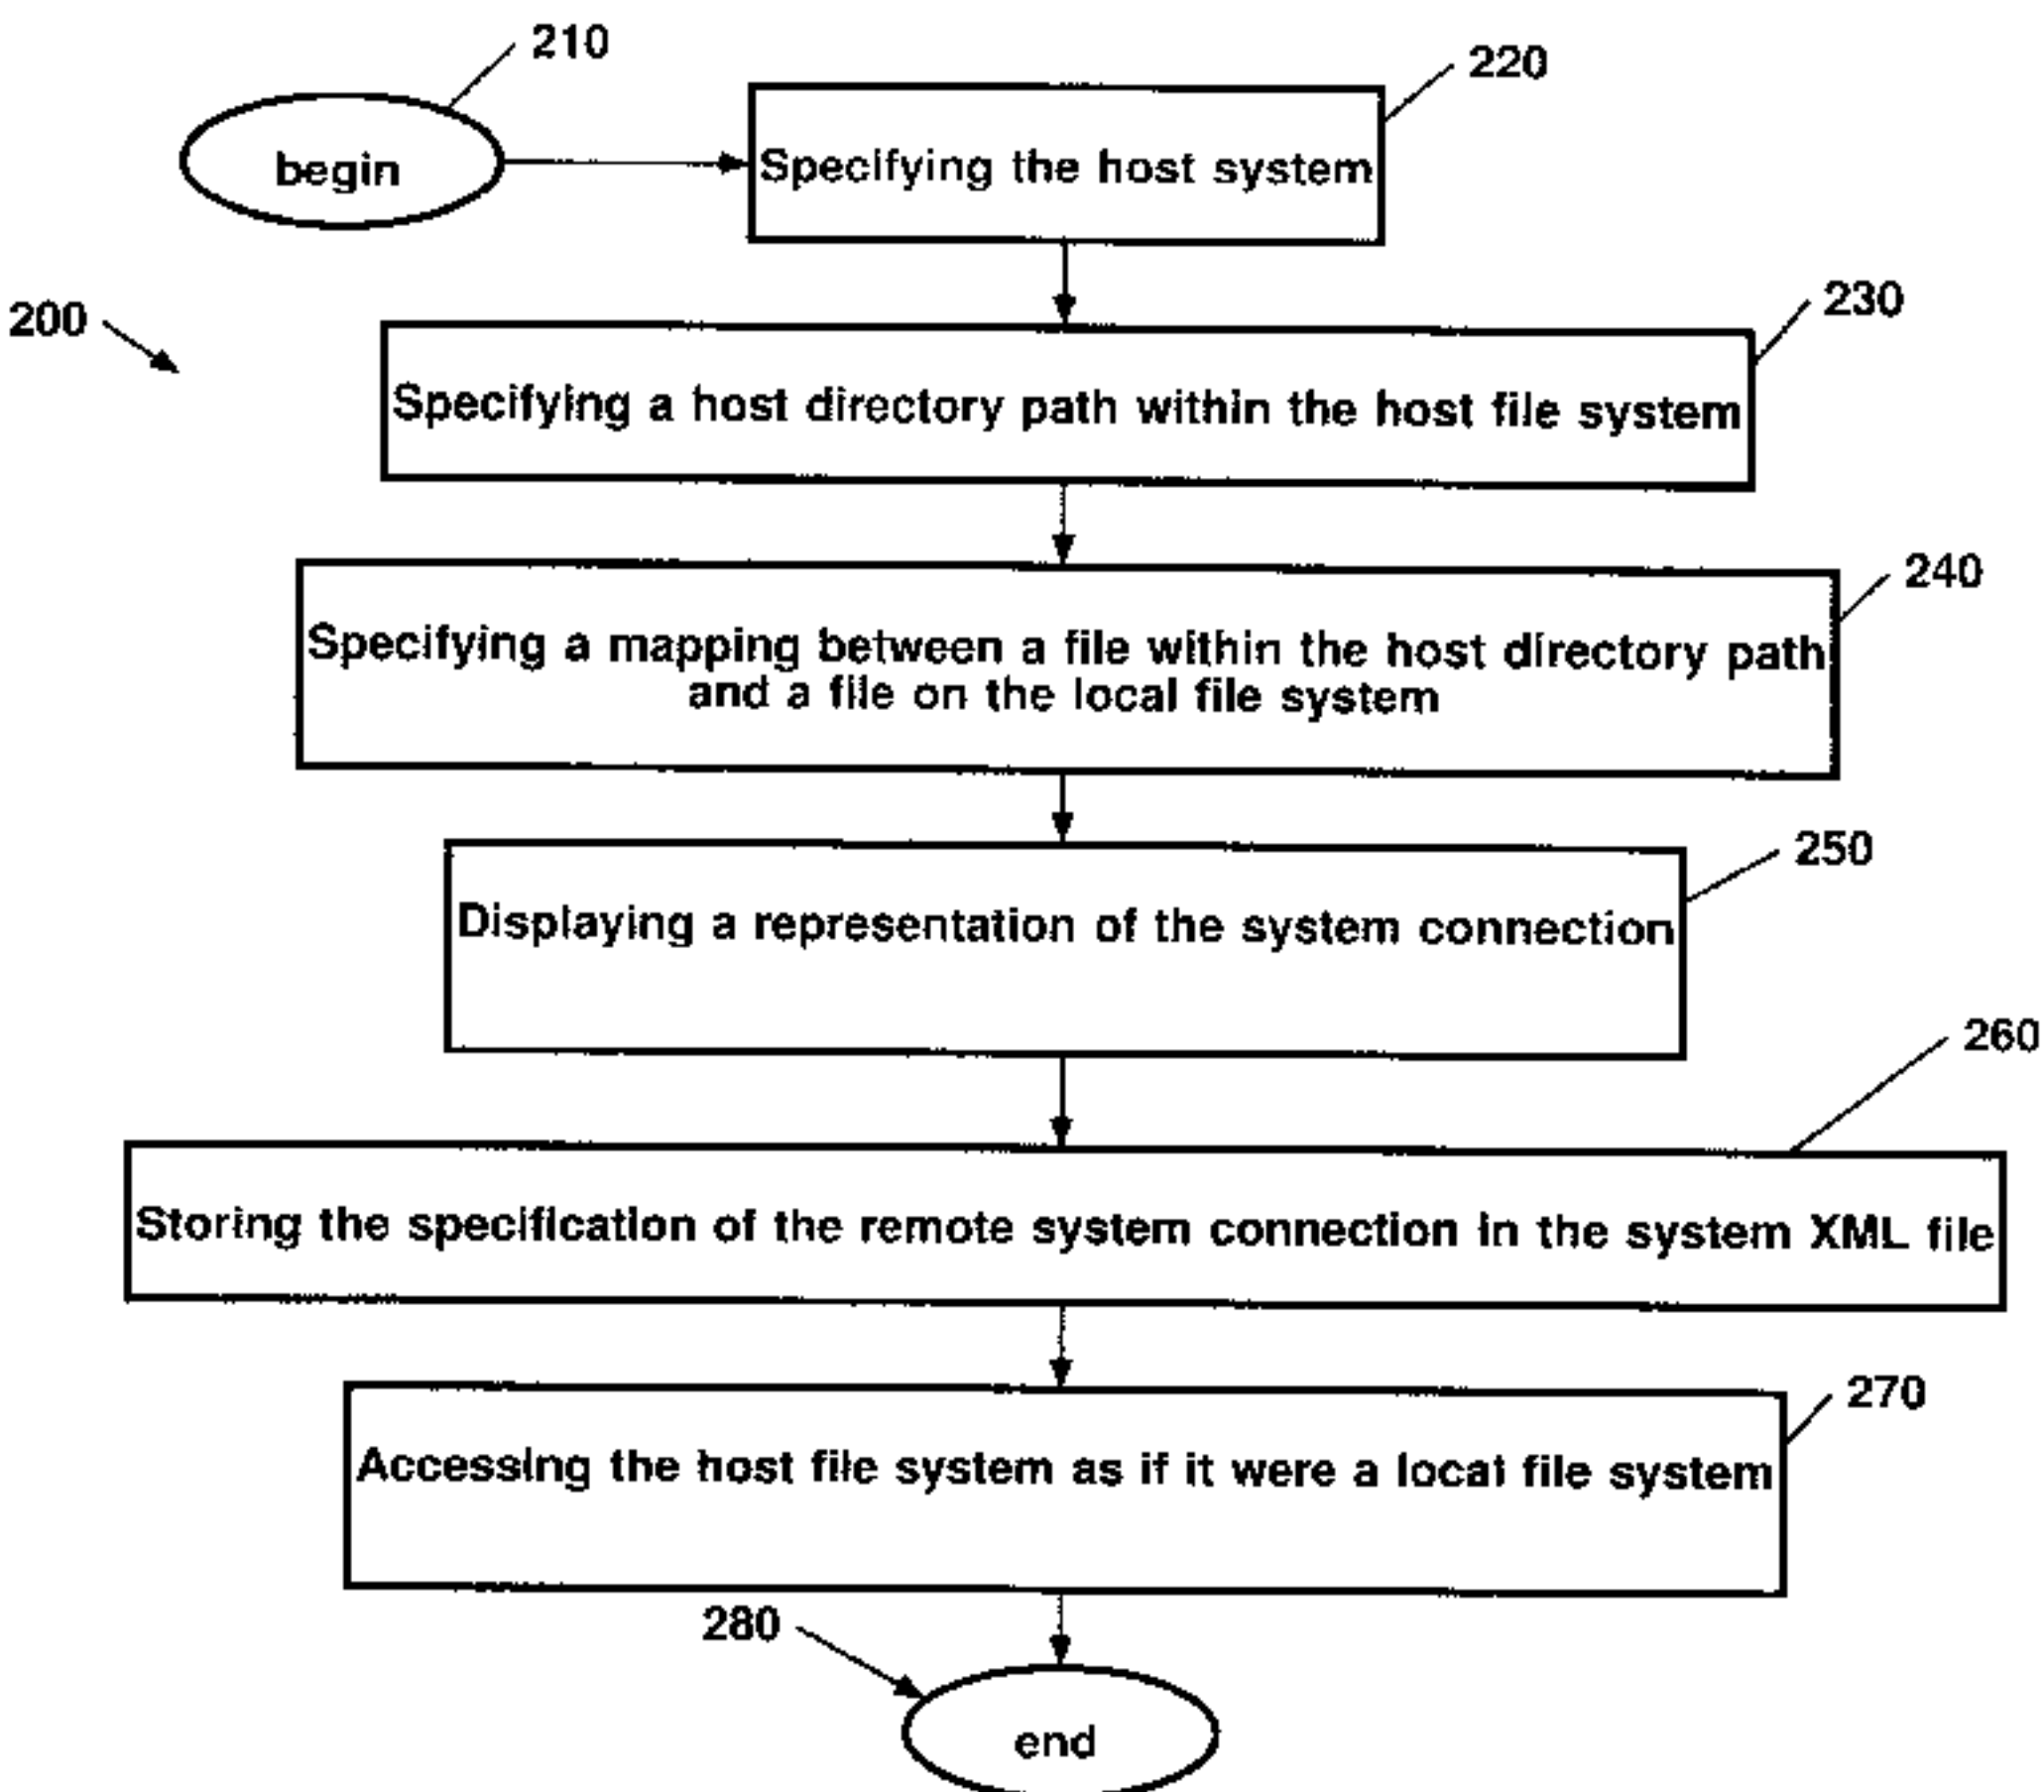 210
220
begin
Specifying the host system
200
230
Specifying a host directory path within the host file system
240
Specifying a mapping between a file within the host directory path
and a file on the local file system
250
Displaying a representation of the system connection
260
Storing the specification of the remote system connection in the system XML file
270
Accessing the host file system as if it were a local file system
280
end